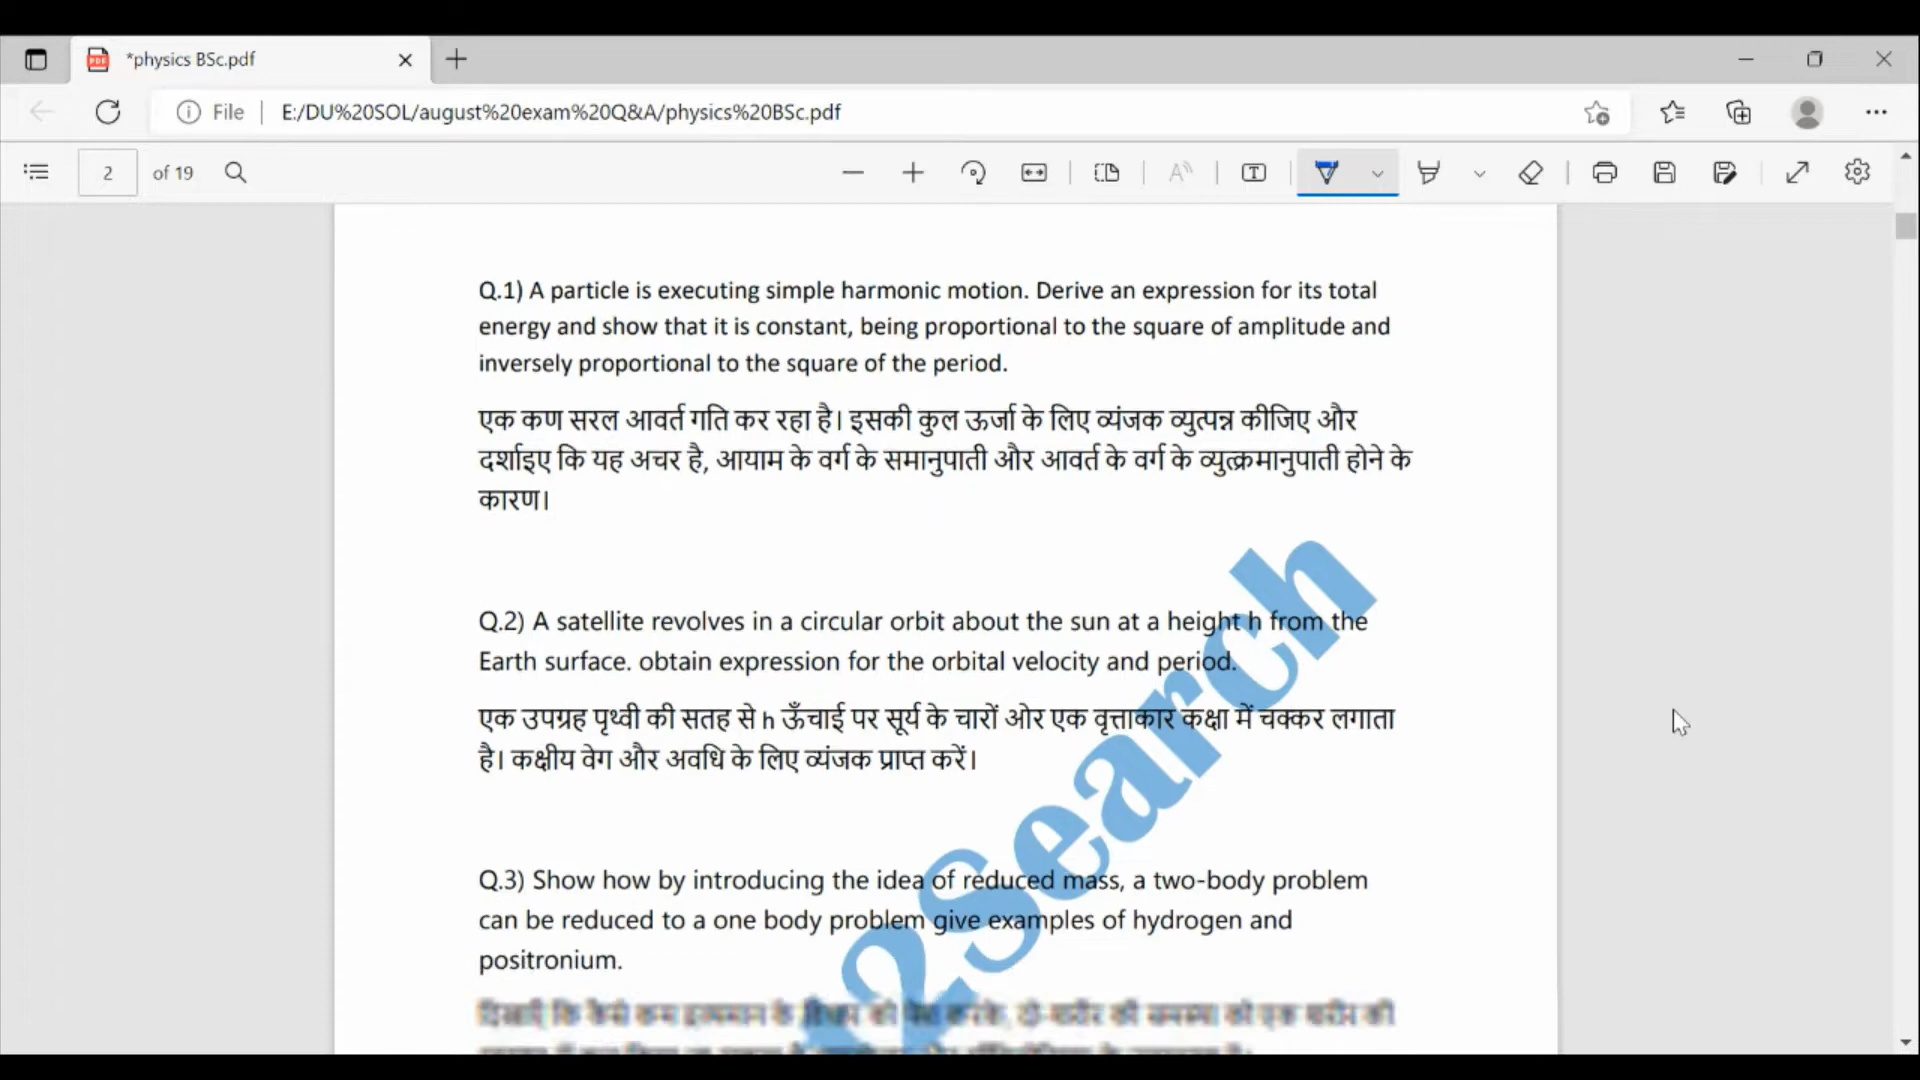 *physics BSc.pdf
File
E:/DU%20SOL/august%20exam%20Q&A/physics%20BSc.pdf
2 of 19
Q.1) A particle is executing simple harmonic motion. Derive an expression for its total
energy and show that it is constant, being proportional to the square of amplitude and
inversely proportional to the square of the period.
एक कण सरल आवर्त गति कर रहा है। इसकी कुल ऊर्जा के लिए व्यंजक व्युत्पन्न कीजिए और
दर्शाइए कि यह अचर है, आयाम के वर्ग के समानुपाती और आवर्त के वर्ग के व्युत्क्रमानुपाती होने के
कारण।
Q.2) A satellite revolves in a circular orbit about the sun at a height h from the
Earth surface. obtain expression for the orbital velocity and period.
एक उपग्रह पृथ्वी की सतह से h ऊँचाई पर सूर्य के चारों ओर एक वृत्ताकार कक्षा में चक्कर लगाता
है। कक्षीय वेग और अवधि के लिए व्यंजक प्राप्त करें।
Q.3) Show how by introducing the idea of reduced mass, a two-body problem
can be reduced to a one body problem give examples of hydrogen and
positronium.
2Search